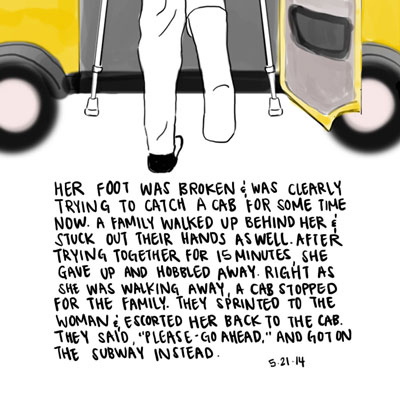 HER FOOT WAS BROKEN & WAS CLEARLY
TRYING TO CATCH A CAB FOR SOME TIME
NOW. A FAMILY WALKED UP BEHIND HER &
STUCK OUT THEIR HANDS AS WELL. AFTER
TRYING TOGETHER FOR 15 MINUTES, SHE
GAVE UP AND HOBBLED AWAY. RIGHT AS
SHE WAS WALKING AWAY, A CAB STOPPED
FOR THE FAMILY. THEY SPRINTED TO THE
WOMAN & ESCORTED HER BACK TO THE CAB.
THEY SAID, "PLEASE-GO AHEAD," AND GOT ON
THE SUBWAY INSTEAD.
5.21.14